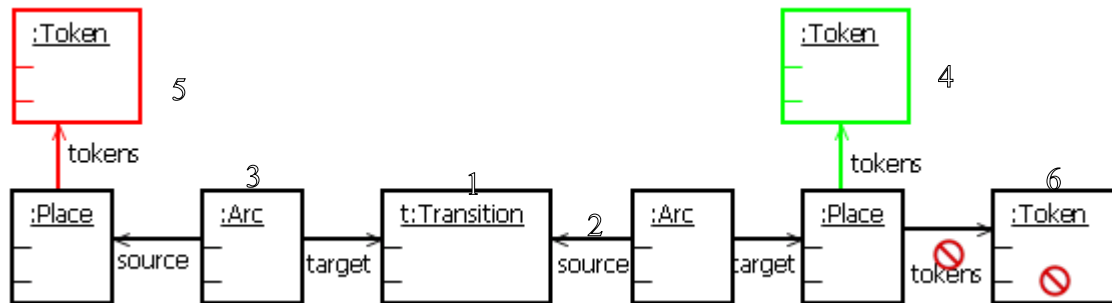 :Token
5
tokens
:Token
4
tokens
:Place
source
3
:Arc
target
1
t:Transition
2
source
:Arc
target
:Place
tokens
6
:Token